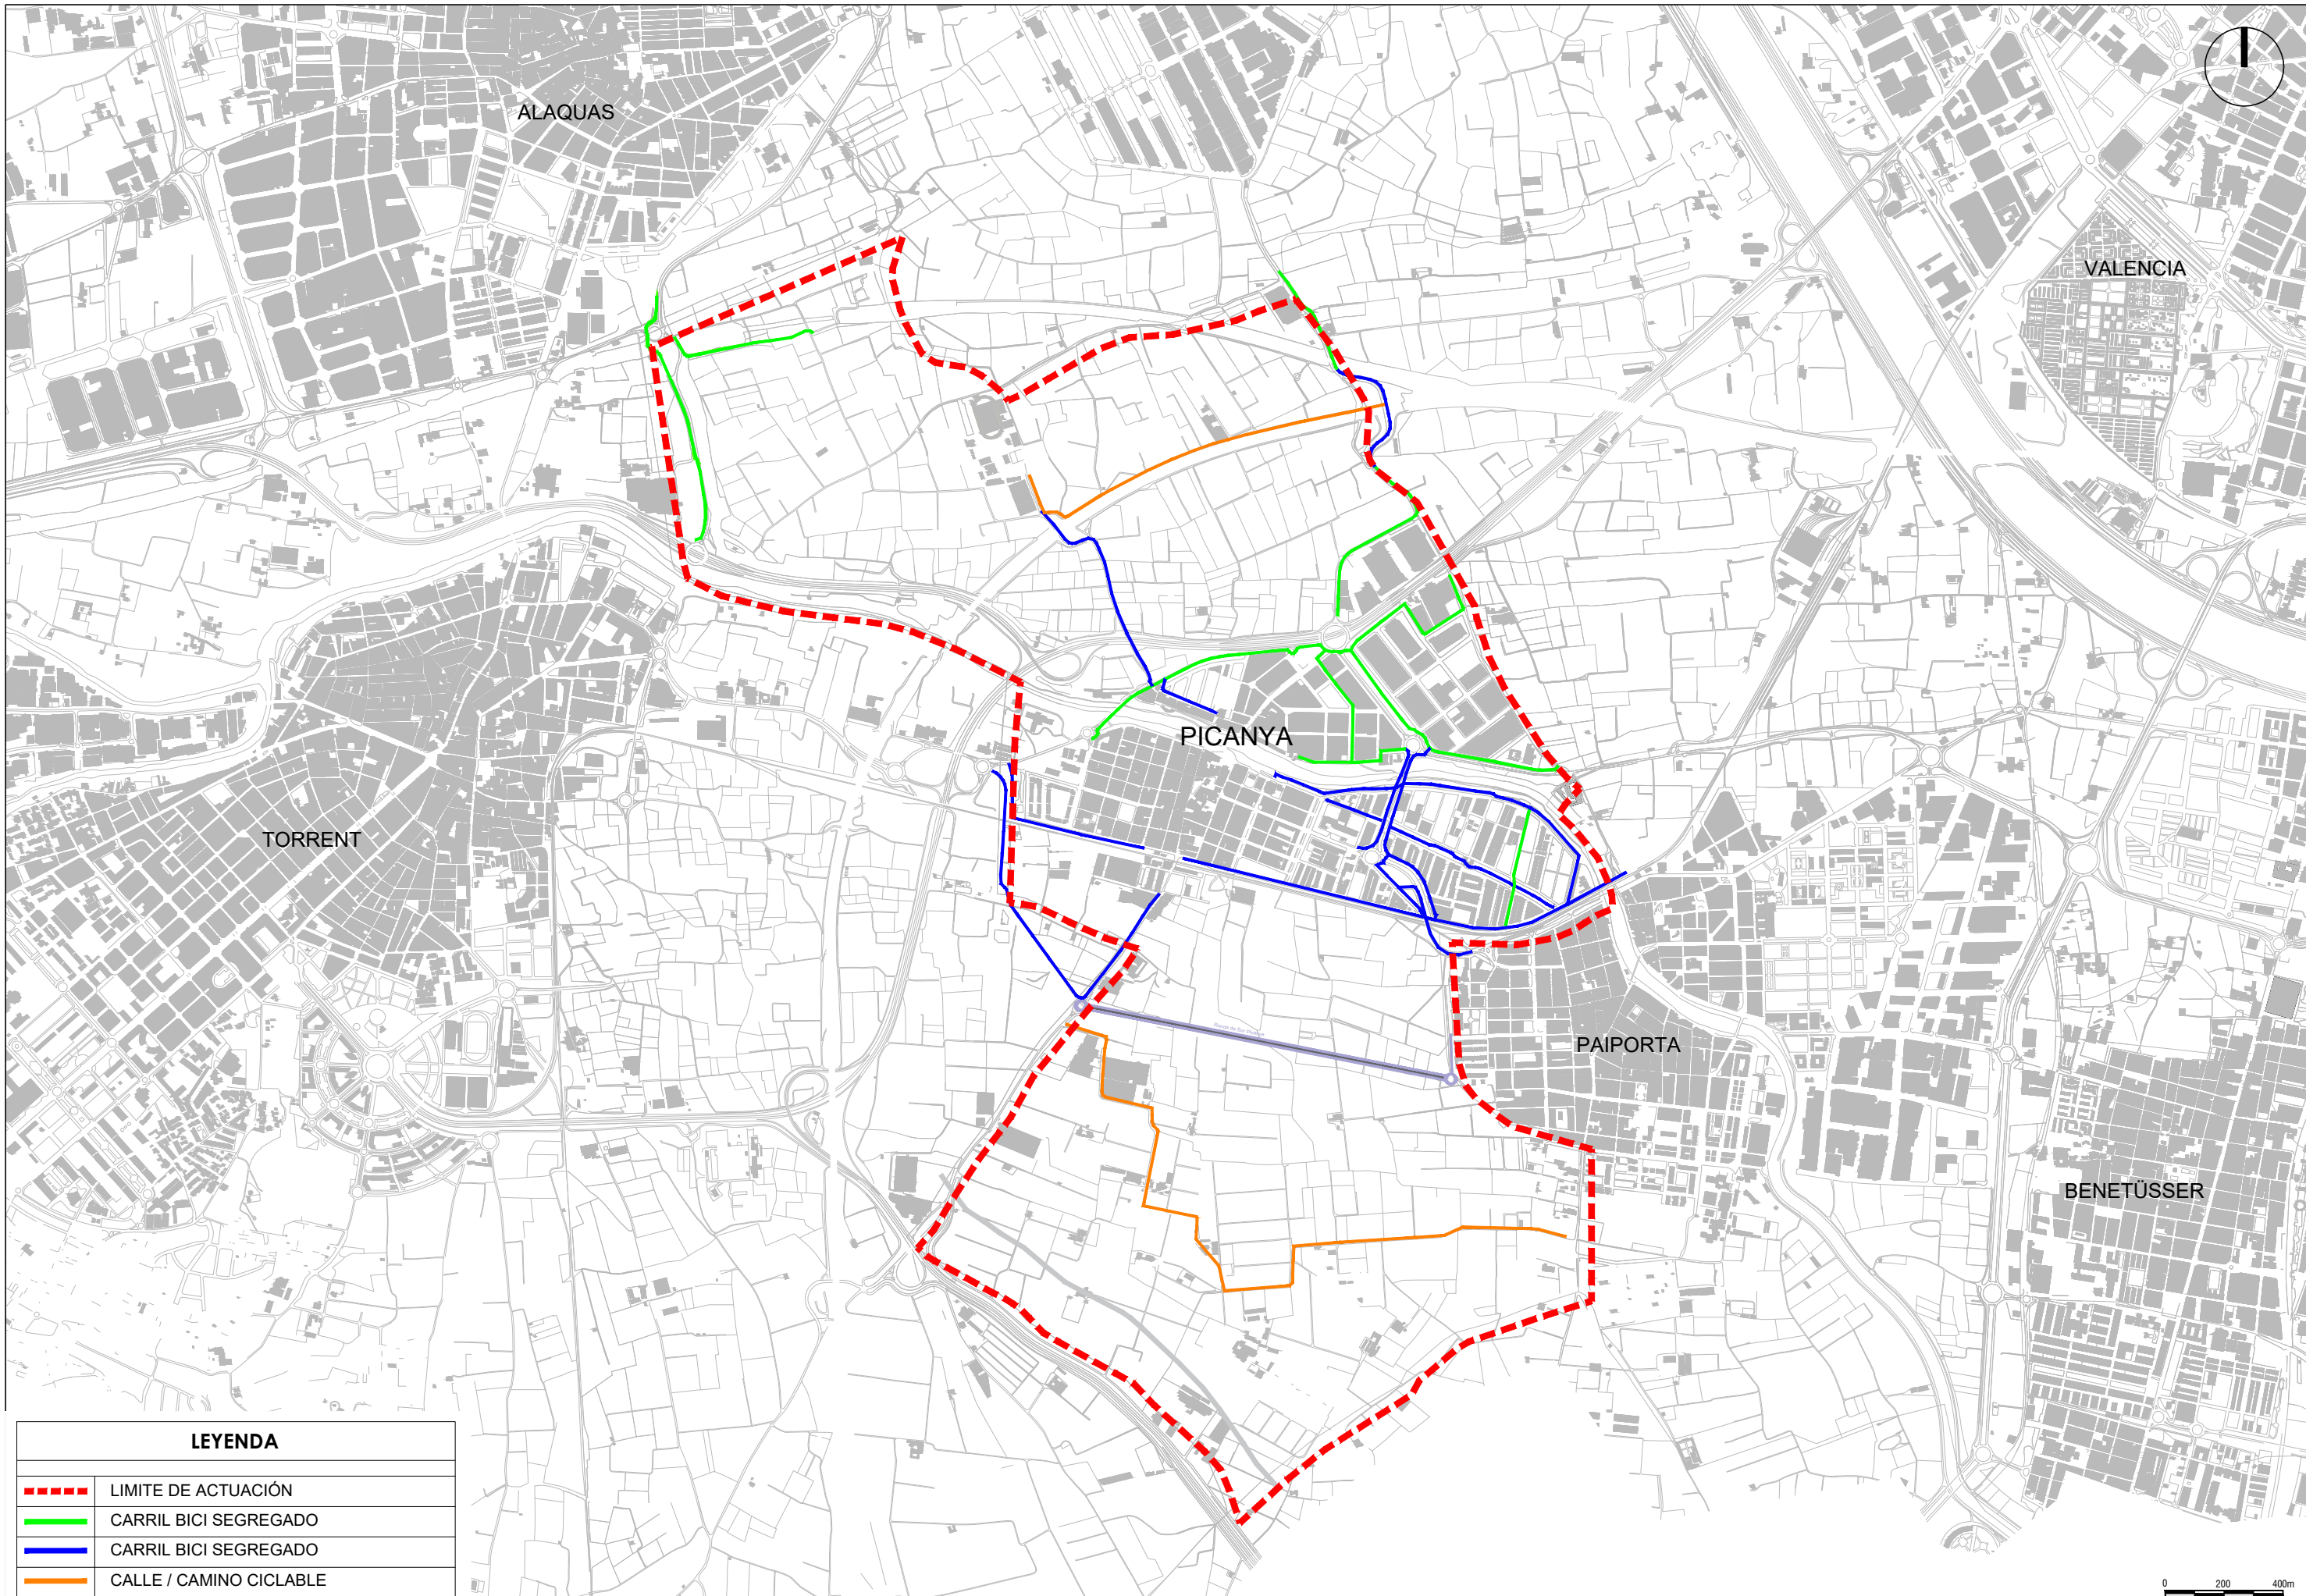 ALAQUAS
VALENCIA
PICANYA
TORRENT
PAIPORTA
BENETÜSSER
LEYENDA
LIMITE DE ACTUACIÓN
CARRIL BICI SEGREGADO
CARRIL BICI SEGREGADO
CALLE / CAMINO CICLABLE
0 200 400m